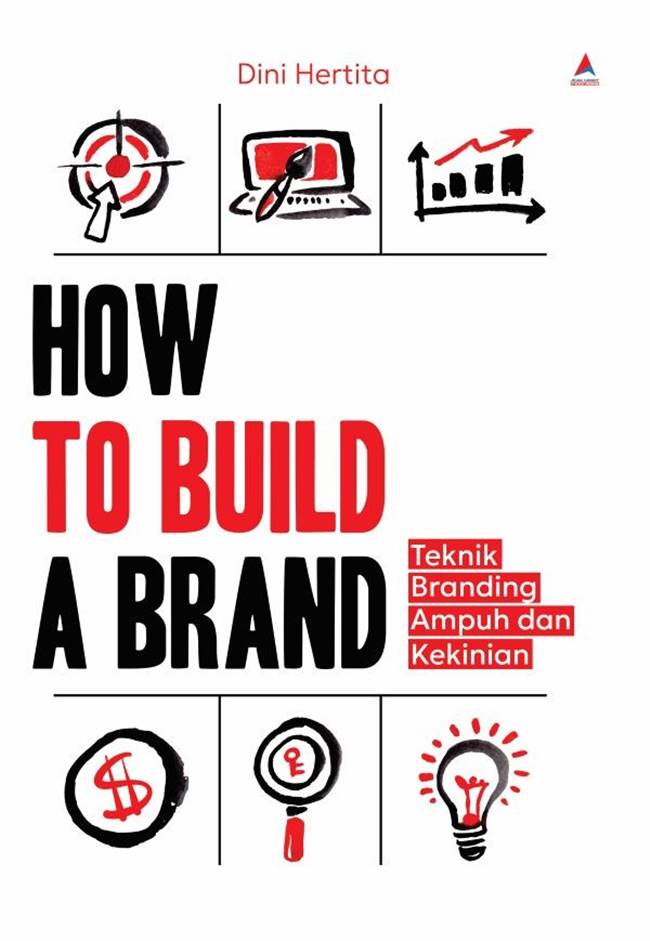 Dini Hertita
HOW
TO BUILD
A BRAND
Teknik
Branding
Ampuh dan
Kekinian